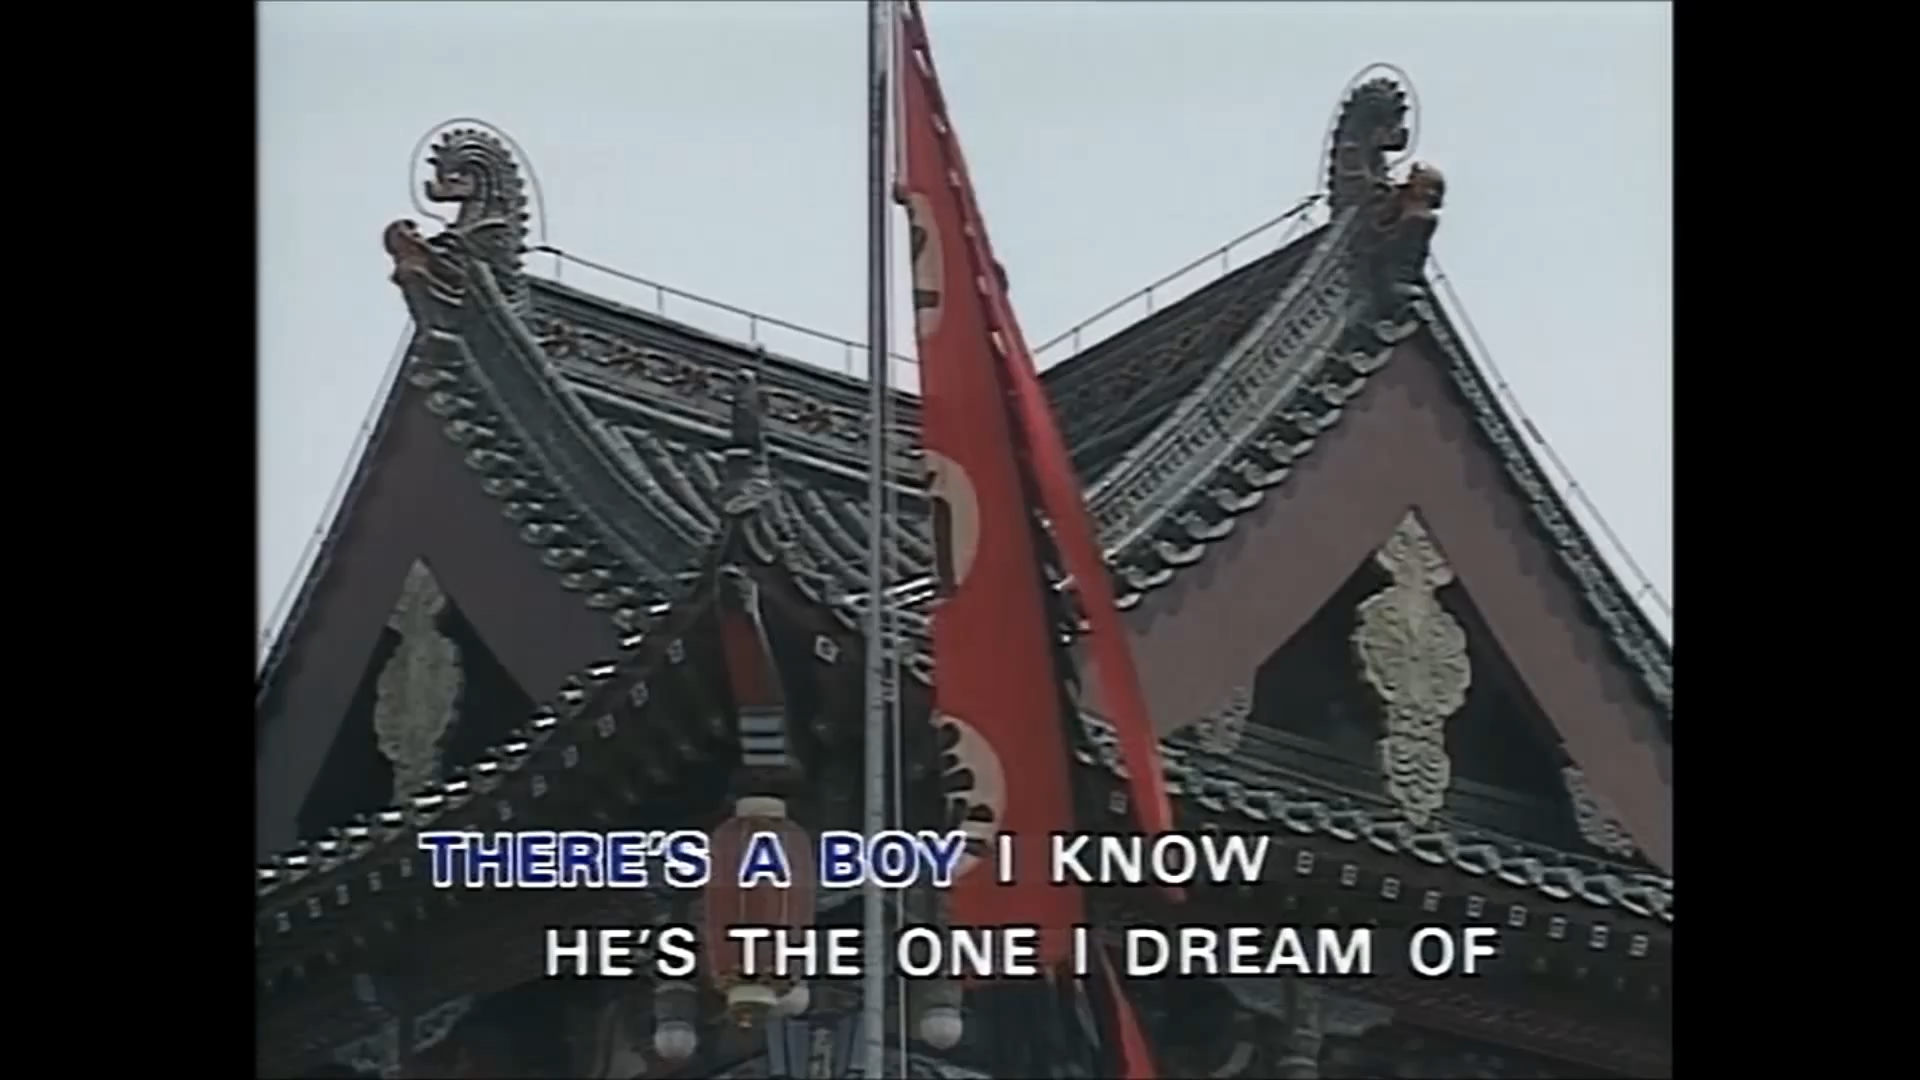 THERE'S A BOY I KNOW
HE'S THE ONE I DREAM OF